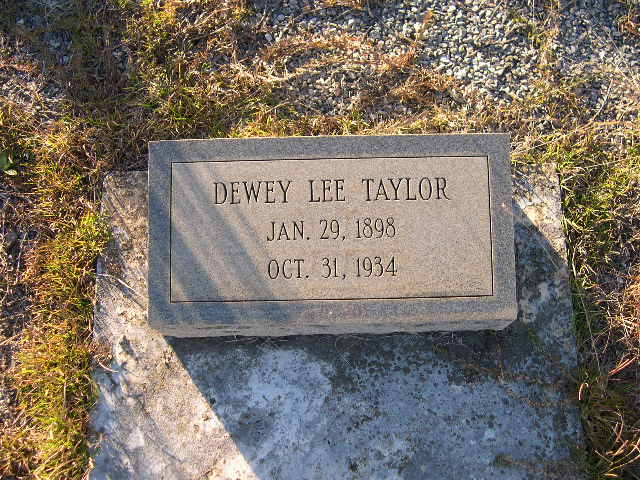 DEWEY LEE TAYLOR
JAN. 29, 1898
OCT. 31, 1934